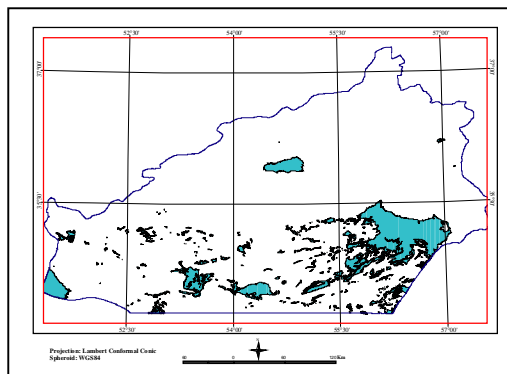 52°30' 54°00' 55°30' 57°00'
37°00' 37°00'
35°30' 35°30'
52°30' 54°00' 55°30' 57°00'
Projection: Lambert Conformal Conic
Spheroid: WGS84
60 0 60 120 Km